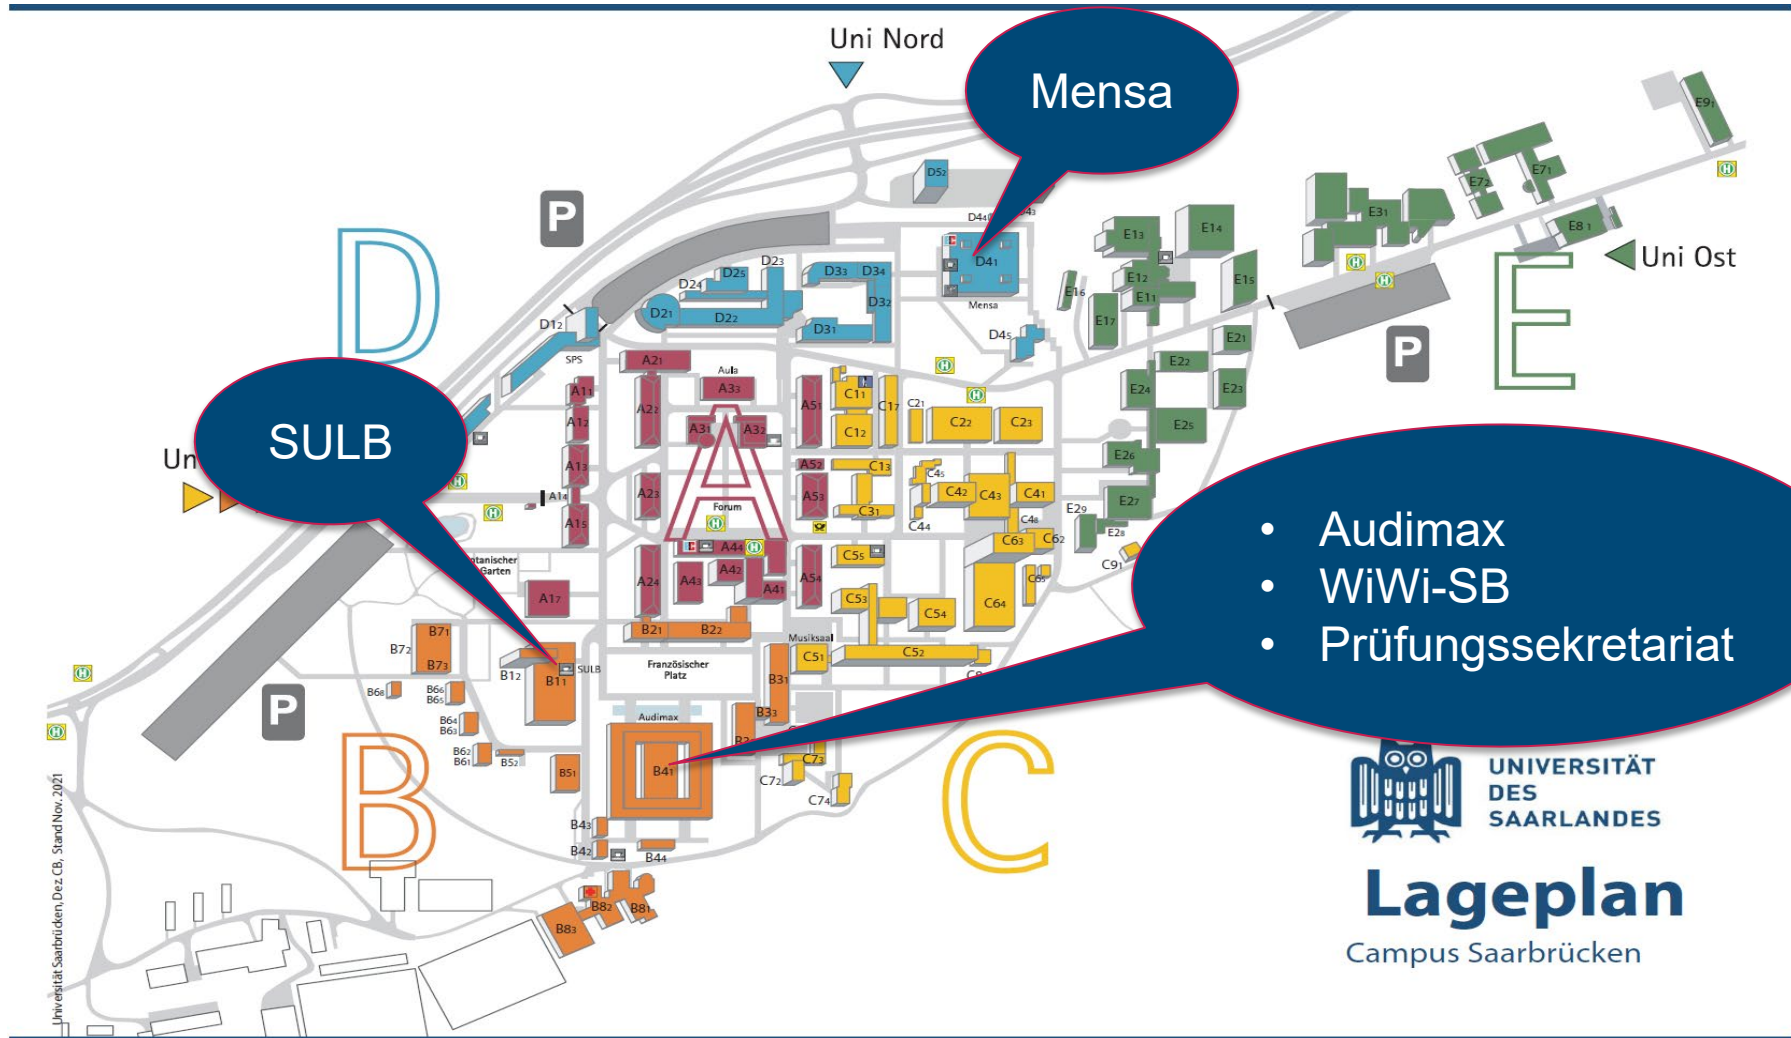 Uni Nord
Mensa
E91
P
D
D52
E71
E72
E31
E81
Uni Ost
E
D43
E13
E14
D41
Mensa
E12
E11
E15
E16
E17
D23
D25
D24
D33
D34
D32
D21
D22
D31
D12
SPS
D45
P
E21
E22
E23
E24
E25
E26
E27
E28
E29
A21
Aula
A33
A11
A22
A31
A32
A51
C11
C17
C21
C22
C23
C12
A12
SULB
Un
A13
A52
C13
C45
A14
A23
A53
C42
C43
C41
A15
Forum
C31
C44
C48
A
A44
C55
C63
C62
C91
Garten
A24
A43
A42
A41
A54
C65
A17
C53
C54
C64
B71
B21
B22
Musiksaal
B72
B73
B12
B11
SULB
Französischer
Platz
B31
C51
C52
B68
B66
B65
B33
B64
B63
Audimax
P
B62
B61
B52
B51
B41
C73
C72
C74
B
C
B43
B42
B44
B82
B81
B83
• Audimax
• WiWi-SB
• Prüfungssekretariat
UNIVERSITÄT
DES
SAARLANDES
Lageplan
Campus Saarbrücken
Universität Saarbrücken, Dez. CB, Stand Nov. 2021